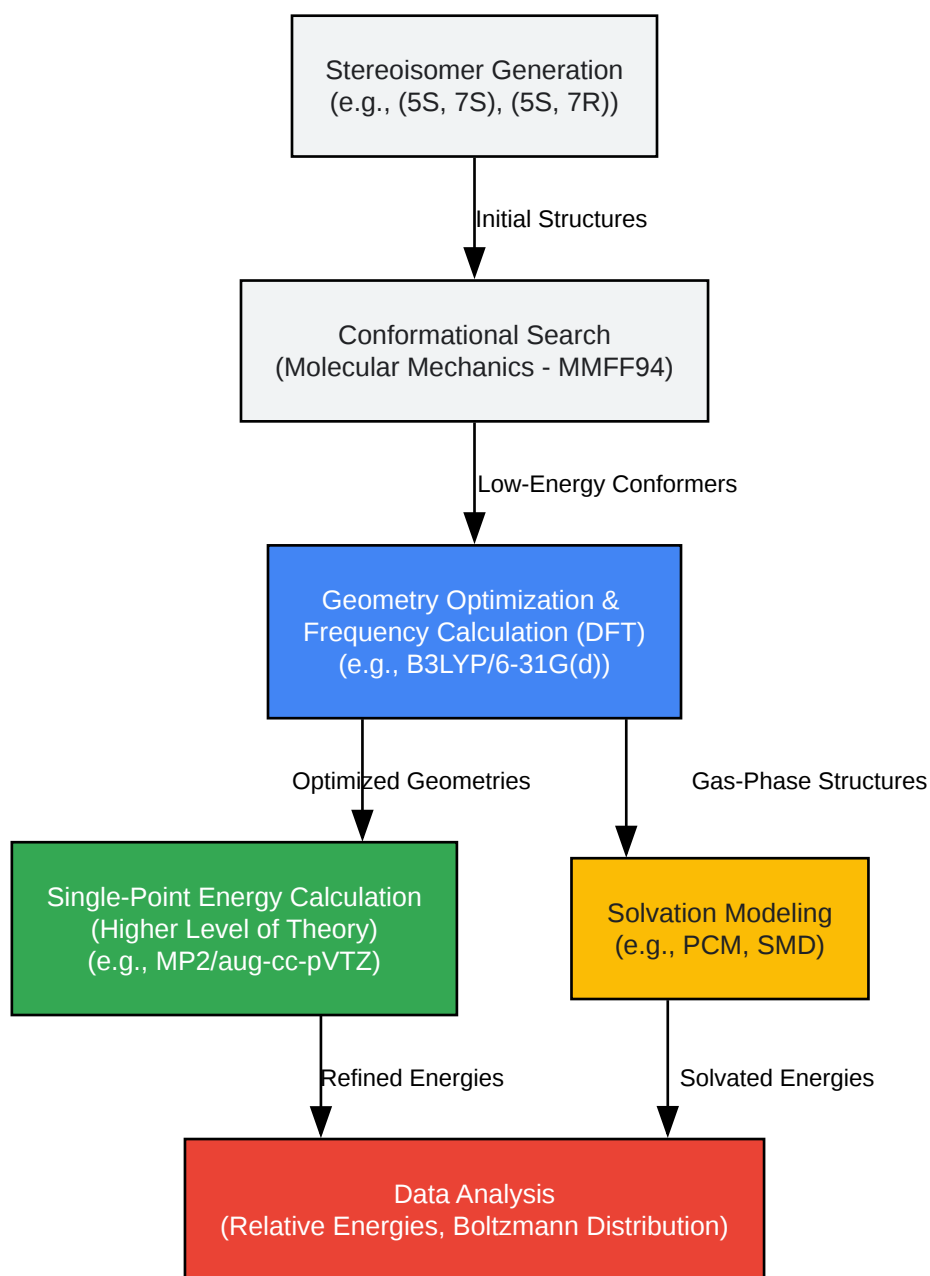 Stereoisomer Generation
(e.g., (5S, 7S), (5S, 7R))
Initial Structures
Conformational Search
(Molecular Mechanics - MMFF94)
Low-Energy Conformers
Geometry Optimization &
Frequency Calculation (DFT)
(e.g., B3LYP/6-31G(d))
Optimized Geometries
Gas-Phase Structures
Single-Point Energy Calculation
(Higher Level of Theory)
(e.g., MP2/aug-cc-pVTZ)
Solvation Modeling
(e.g., PCM, SMD)
Refined Energies
Solvated Energies
Data Analysis
(Relative Energies, Boltzmann Distribution)